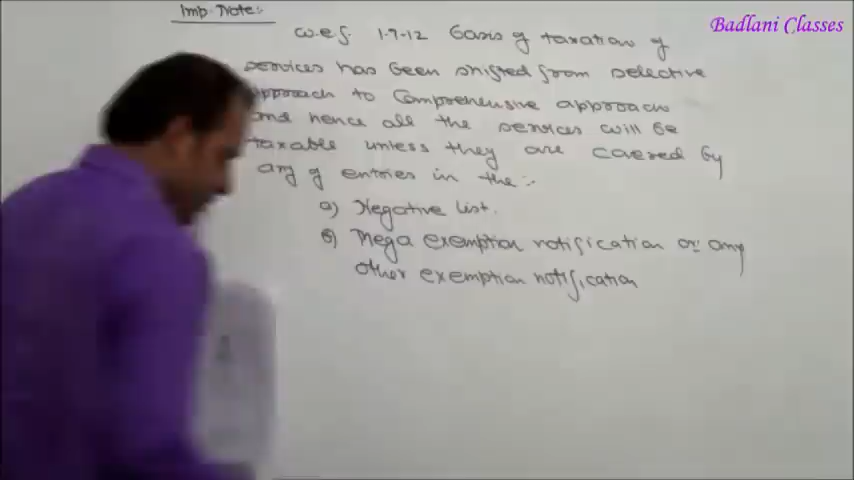 Imp. Note:-
Badlani Classes
w.e.f. 1-7-12 basis of taxation of
services has been shifted from selective
approach to comprehensive approach
and hence all the services will be
taxable unless they are covered by
any of entries in the :-
a) Negative list.
b) Mega exemption notification or any
other exemption notification